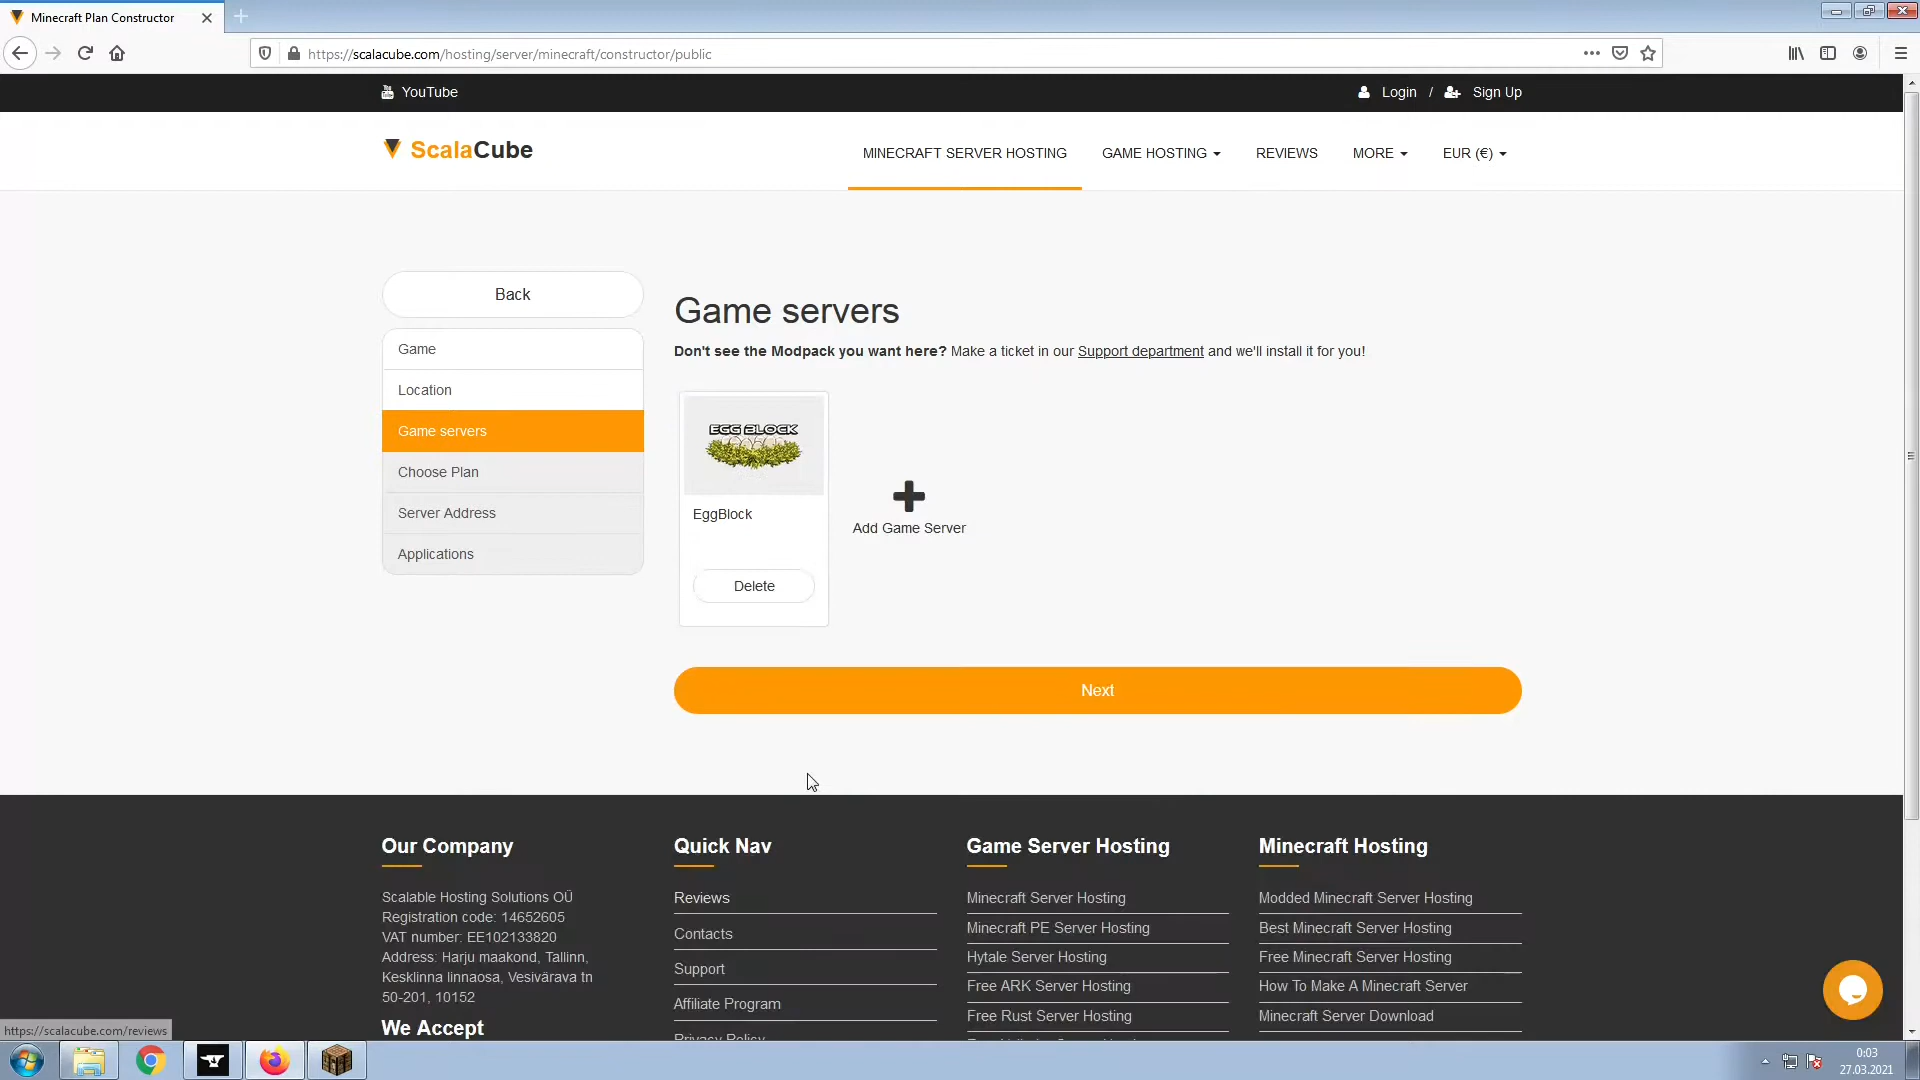 Minecraft Plan Constructor
https://scalacube.com/hosting/server/minecraft/constructor/public
YouTube
Login / Sign Up
ScalaCube
MINECRAFT SERVER HOSTING
GAME HOSTING
REVIEWS
MORE
EUR (€)
Back
Game
Location
Game servers
Choose Plan
Server Address
Applications
Game servers
Don't see the Modpack you want here? Make a ticket in our Support department and we'll install it for you!
EGG BLOCK
EggBlock
Delete
Add Game Server
Next
Our Company
Scalable Hosting Solutions OÜ
Registration code: 14652605
VAT number: EE102133820
Address: Harju maakond, Tallinn,
Kesklinna linnaosa, Vesivärava tn
50-201, 10152
We Accept
Quick Nav
Reviews
Contacts
Support
Affiliate Program
Privacy Policy
Game Server Hosting
Minecraft Server Hosting
Minecraft PE Server Hosting
Hytale Server Hosting
Free ARK Server Hosting
Free Rust Server Hosting
Minecraft Hosting
Modded Minecraft Server Hosting
Best Minecraft Server Hosting
Free Minecraft Server Hosting
How To Make A Minecraft Server
Minecraft Server Download
https://scalacube.com/reviews
0:03
27.03.2021